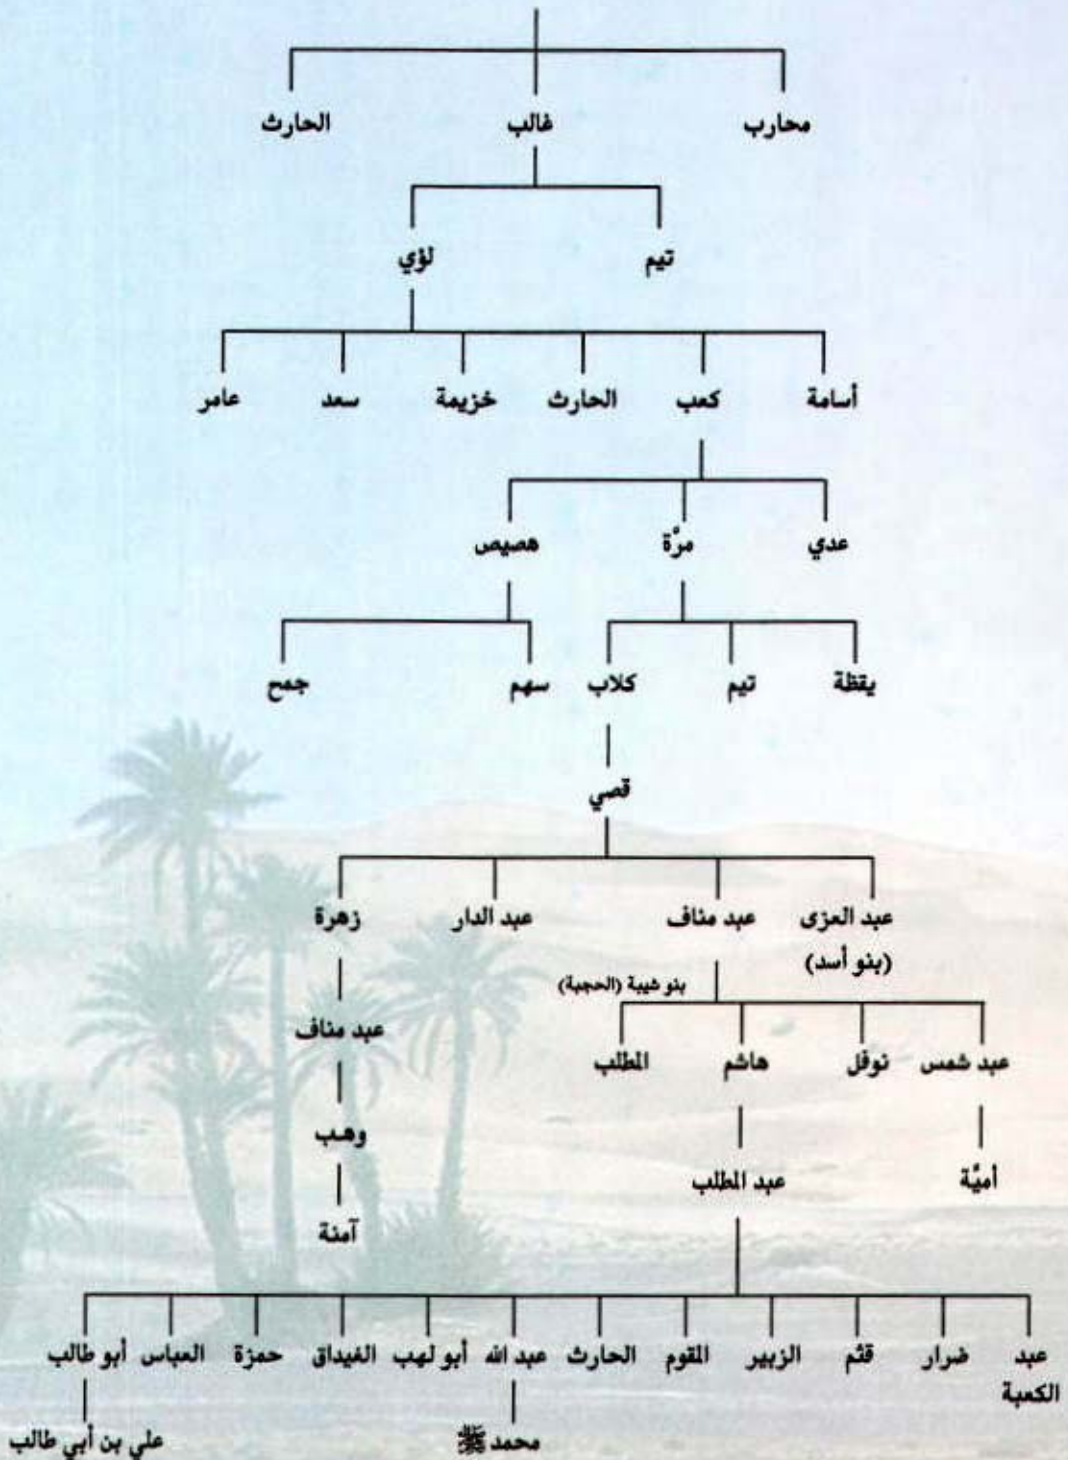 محارب غالب الحارث
تيم لؤي
أسامة كعب الحارث خزيمة سعد عامر
عدي مرَّة هصيص
يقظة تيم كلاب سهم جمح
قصي
عبد العزى عبد مناف عبد الدار زهرة
(بنو أسد)
بنو شيبة (الحجبة)
عبد مناف
عبد شمس نوفل هاشم المطلب
وهب
أميَّة عبد المطلب
آمنة
عبد الكعبة ضرار قثم الزبير المقوم الحارث عبد الله أبو لهب الغيداق حمزة العباس أبو طالب
محمد ﷺ علي بن أبي طالب